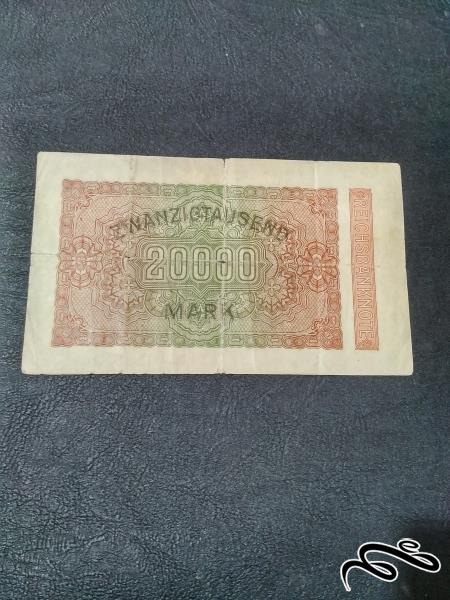 ZWANZIGTAUSEND
20000
MARK
REICHSBANKNOTE